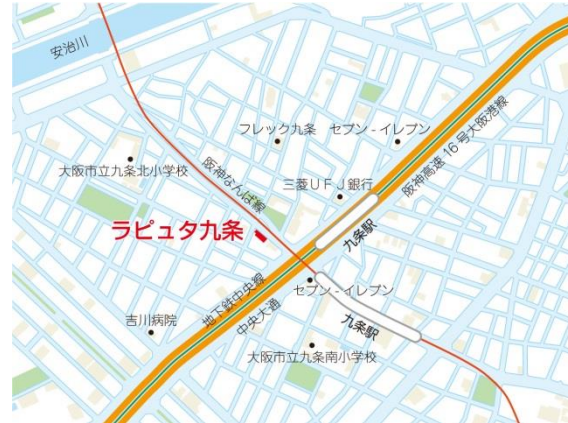 安治川
フレック九条
セブン-イレブン
大阪市立九条北小学校
阪神なんば線
三菱UFJ銀行
阪神高速16号大阪港線
ラピュタ九条
九条駅
地下鉄中央線
中央大通
セブン-イレブン
九条駅
吉川病院
大阪市立九条南小学校